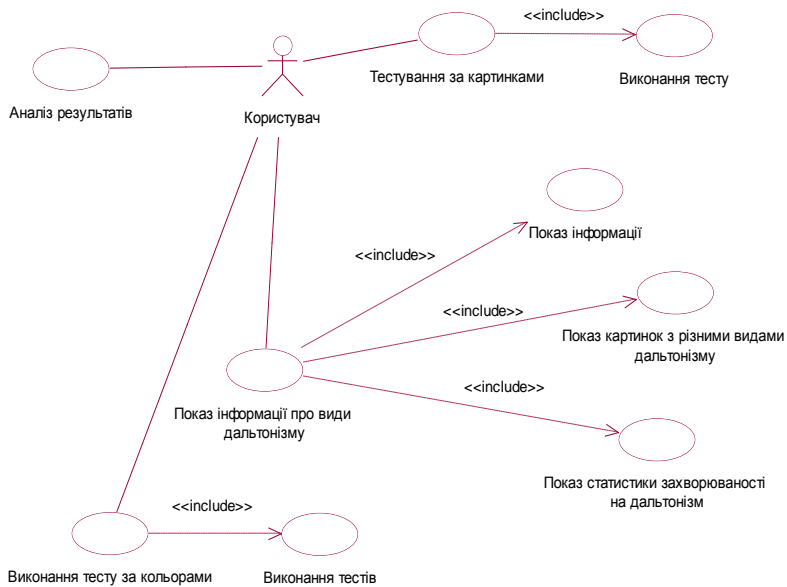 <<include>>
Тестування за картинками
Виконання тесту
Аналіз результатів
Користувач
Показ інформації
<<include>>
<<include>>
Показ картинок з різними видами
дальтонізму
<<include>>
Показ інформації про види
дальтонізму
Показ статистики захворюваності
на дальтонізм
<<include>>
Виконання тесту за кольорами
Виконання тестів